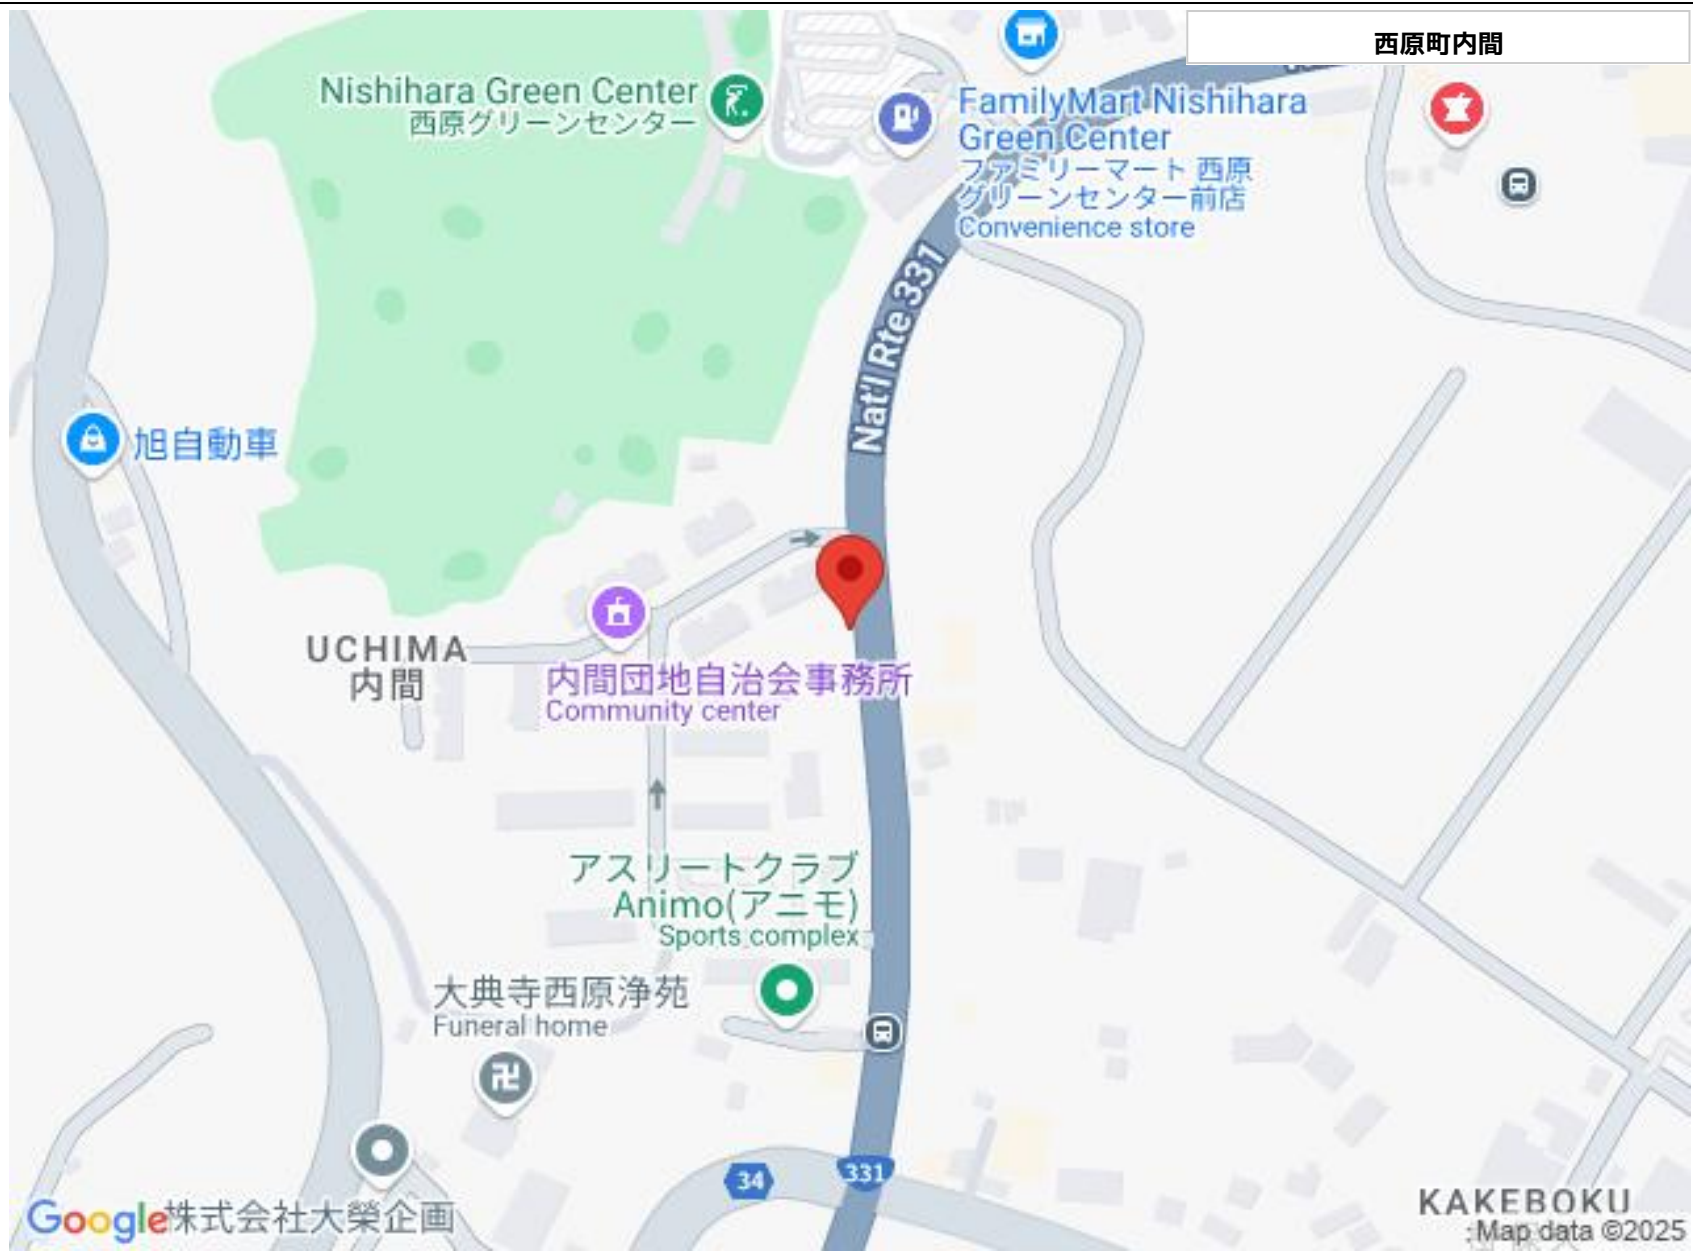 西原町内間
Nishihara Green Center
西原グリーンセンター
FamilyMart Nishihara
Green Center
ファミリーマート 西原
グリーンセンター前店
Convenience store
Nat'l Rte 331
旭自動車
UCHIMA
内間
内間団地自治会事務所
Community center
アスリートクラブ
Animo(アニモ)
Sports complex
大典寺西原浄苑
Funeral home
卍
34
331
KAKEBOKU
Google
株式会社大榮企画
Map data ©2025